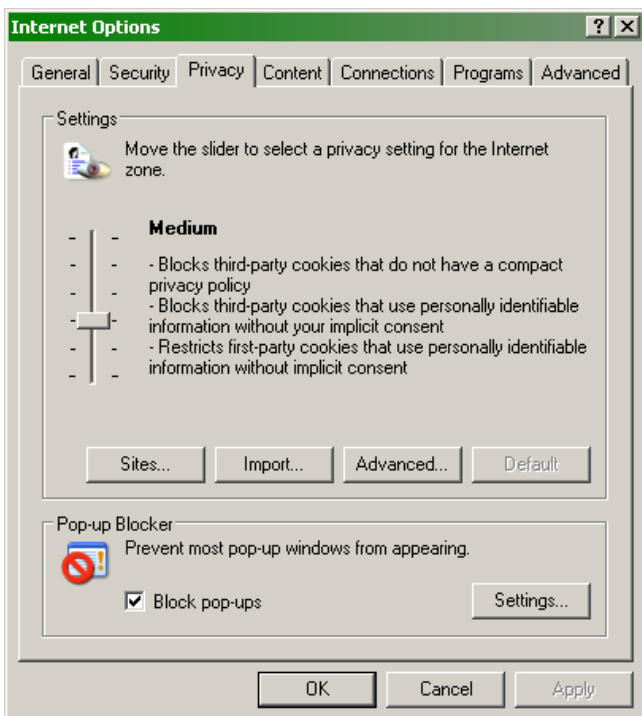 Internet Options
General Security Privacy Content Connections Programs Advanced
Settings
Move the slider to select a privacy setting for the Internet
zone.
Medium
- Blocks third-party cookies that do not have a compact
privacy policy
- Blocks third-party cookies that use personally identifiable
information without your implicit consent
- Restricts first-party cookies that use personally identifiable
information without implicit consent
Sites... Import... Advanced... Default
Pop-up Blocker
Prevent most pop-up windows from appearing.
Block pop-ups Settings...
OK Cancel Apply